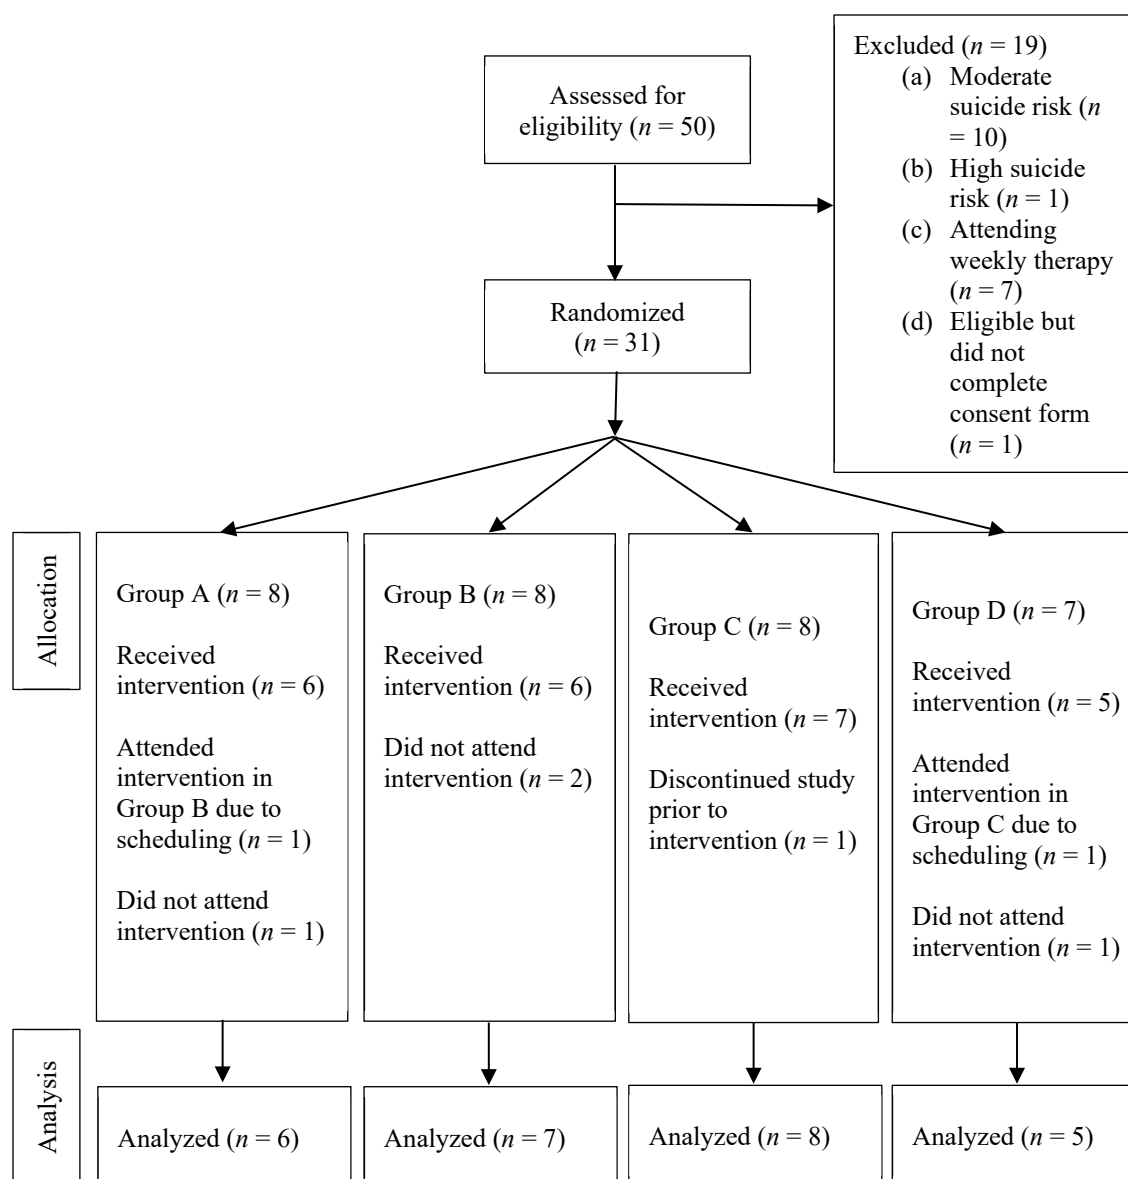 Assessed for
eligibility (n = 50)
Excluded (n = 19)
(a) Moderate
suicide risk (n
= 10)
(b) High suicide
risk (n = 1)
(c) Attending
weekly therapy
(n = 7)
(d) Eligible but
did not
complete
consent form
(n = 1)
Randomized
(n = 31)
Allocation
Group A (n = 8)
Received
intervention (n = 6)
Attended
intervention in
Group B due to
scheduling (n = 1)
Did not attend
intervention (n = 1)
Group B (n = 8)
Received
intervention (n = 6)
Did not attend
intervention (n = 2)
Group C (n = 8)
Received
intervention (n = 7)
Discontinued study
prior to
intervention (n = 1)
Group D (n = 7)
Received
intervention (n = 5)
Attended
intervention in
Group C due to
scheduling (n = 1)
Did not attend
intervention (n = 1)
Analysis
Analyzed (n = 6)
Analyzed (n = 7)
Analyzed (n = 8)
Analyzed (n = 5)